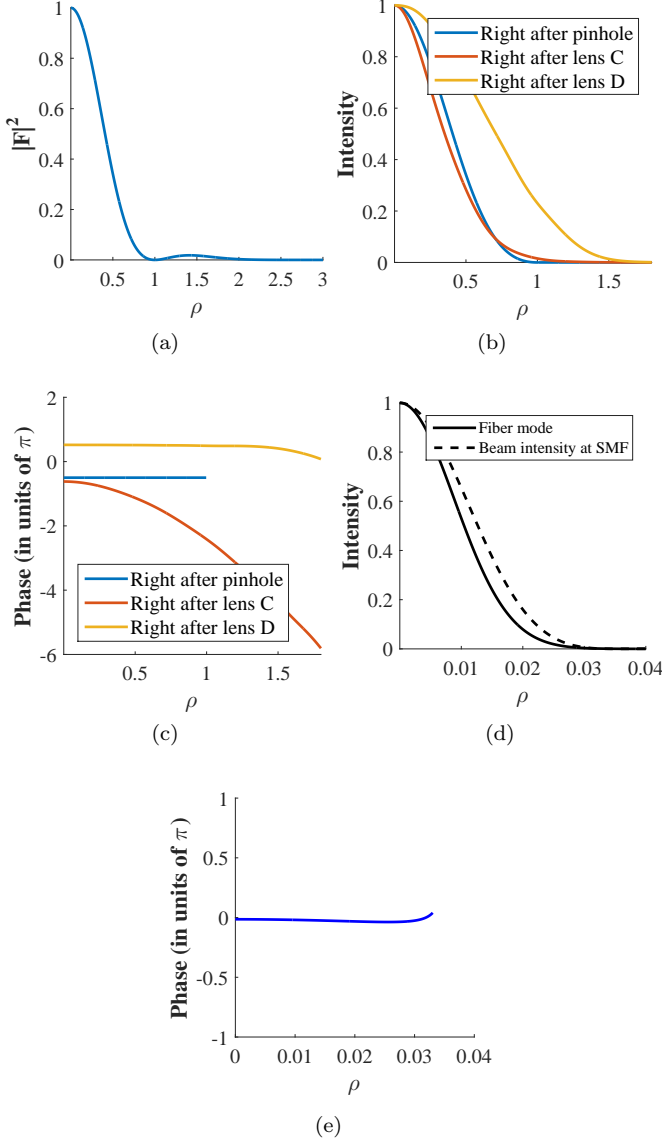 1
0.8
0.6
0.4
0.2
0
|F|²
0.5 1 1.5 2 2.5 3
ρ
(a)
1
0.8
0.6
0.4
0.2
0
Intensity
Right after pinhole
Right after lens C
Right after lens D
0.5 1 1.5
ρ
(b)
2
0
-2
-4
-6
Phase (in units of π)
Right after pinhole
Right after lens C
Right after lens D
0.5 1 1.5
ρ
(c)
1
0.8
0.6
0.4
0.2
0
Intensity
Fiber mode
Beam intensity at SMF
0.01 0.02 0.03 0.04
ρ
(d)
1
0.5
0
-0.5
-1
Phase (in units of π)
0 0.01 0.02 0.03 0.04
ρ
(e)